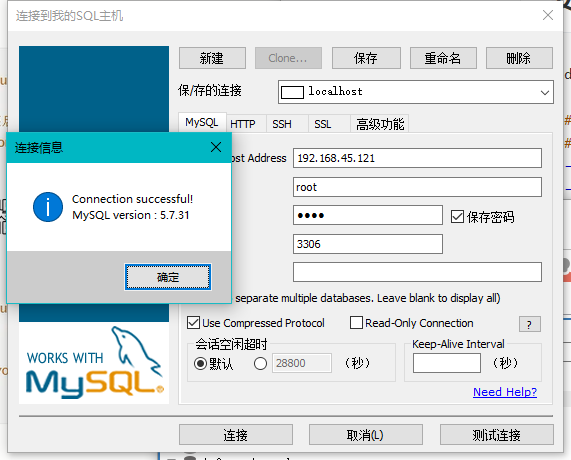 连接到我的SQL主机
新建
Clone...
保存
重命名
删除
保/存的连接
localhost
MySQL
HTTP
SSH
SSL
高级功能
连接信息
Connection successful!
MySQL version : 5.7.31
确定
Host Address
192.168.45.121
root
●●●●
保存密码
3306
separate multiple databases. Leave blank to display all)
Use Compressed Protocol
Read-Only Connection
?
会话空闲超时
默认
28800
（秒）
Keep-Alive Interval
（秒）
Need Help?
WORKS WITH
MySQL®
连接
取消(L)
测试连接